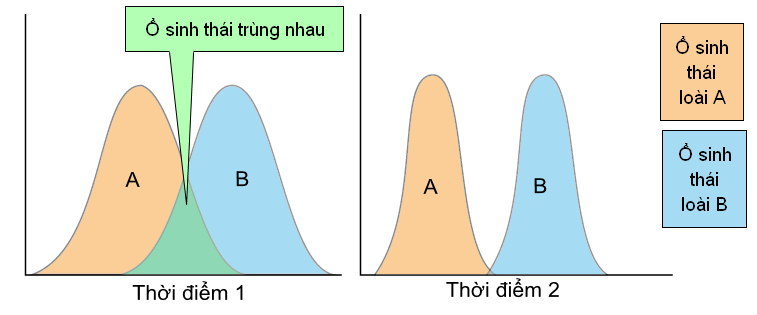 Ổ sinh thái trùng nhau
A
B
Thời điểm 1
A
B
Thời điểm 2
Ổ sinh
thái
loài A
Ổ sinh
thái
loài B